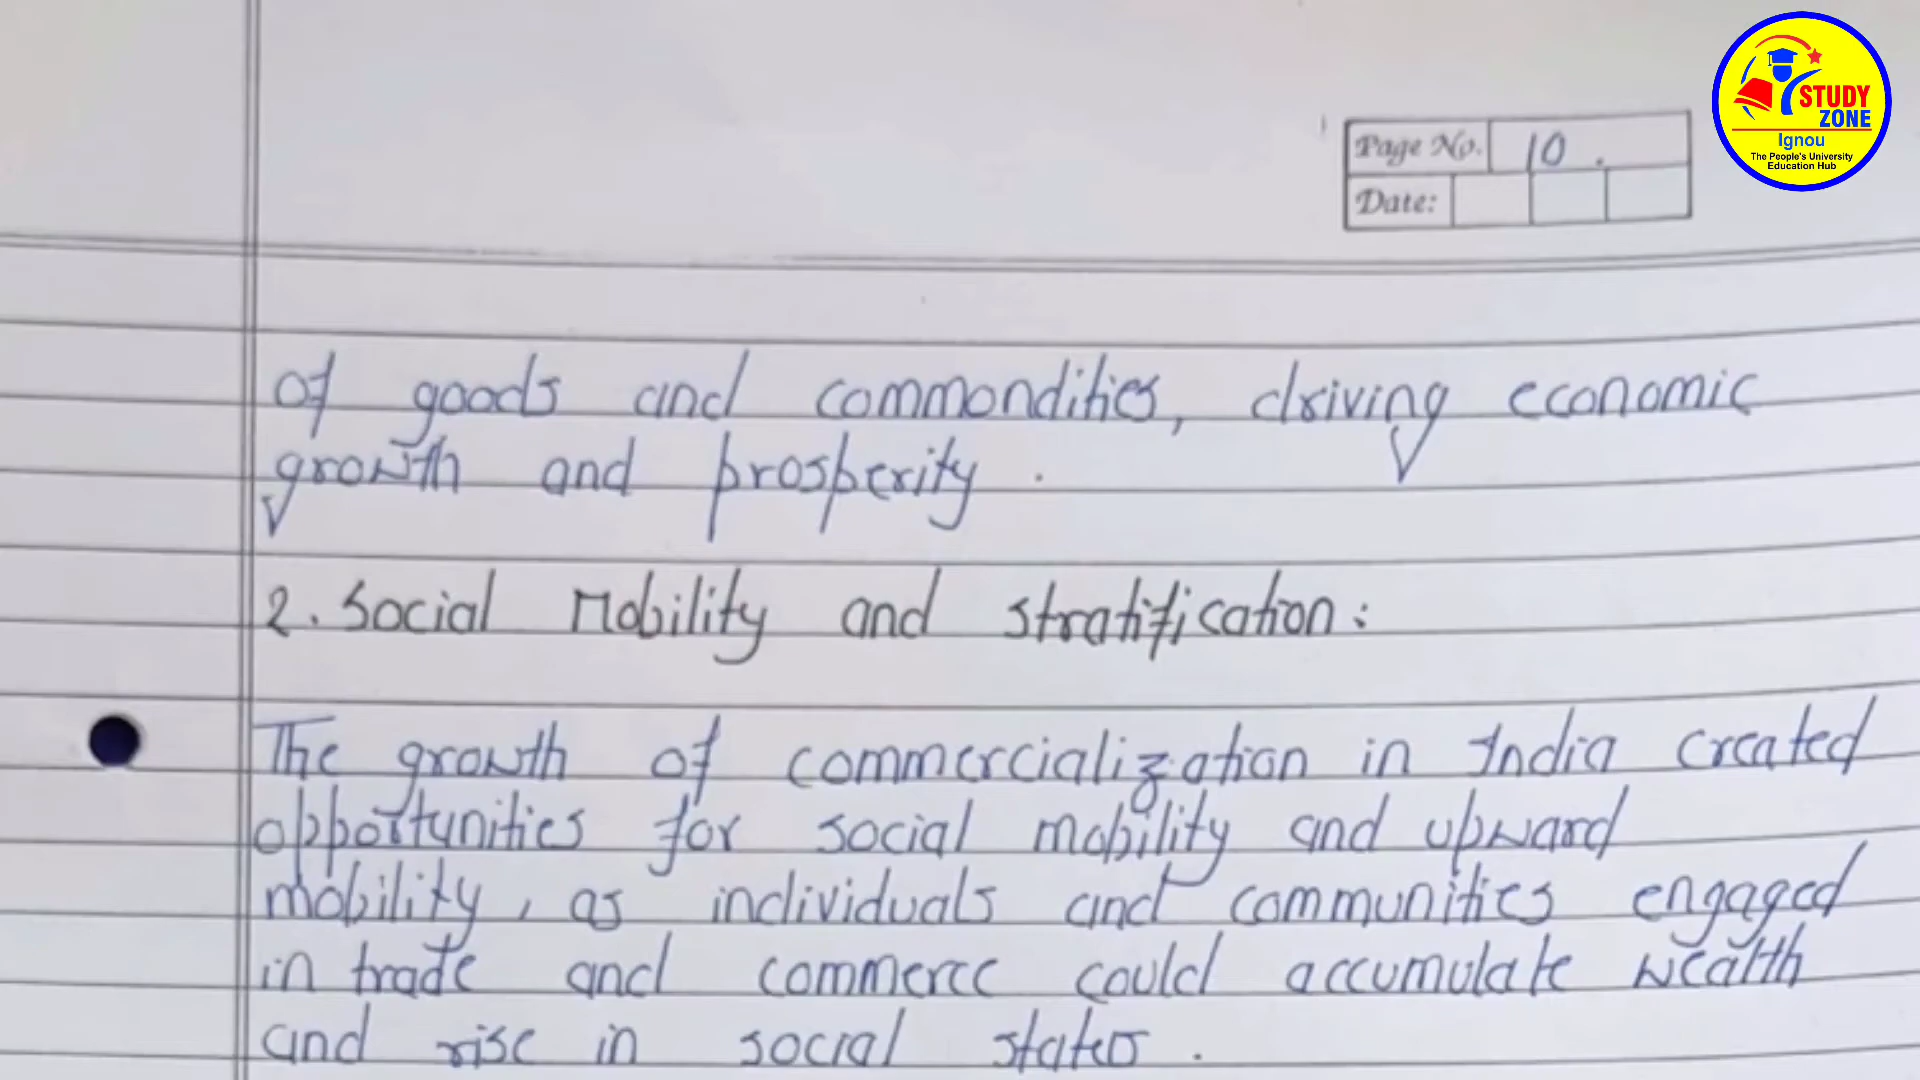 STUDY
ZONE
Ignou
The People's University
Education Hub
Page No. 10.
Date:
of goods and commondities, driving economic
growth and prosperity.
2. Social Mobility and stratification:
The growth of commercialization in India created
opportunities for social mobility and upward
mobility, as individuals and communities engaged
in trade and commerce could accumulate wealth
and rise in social status.